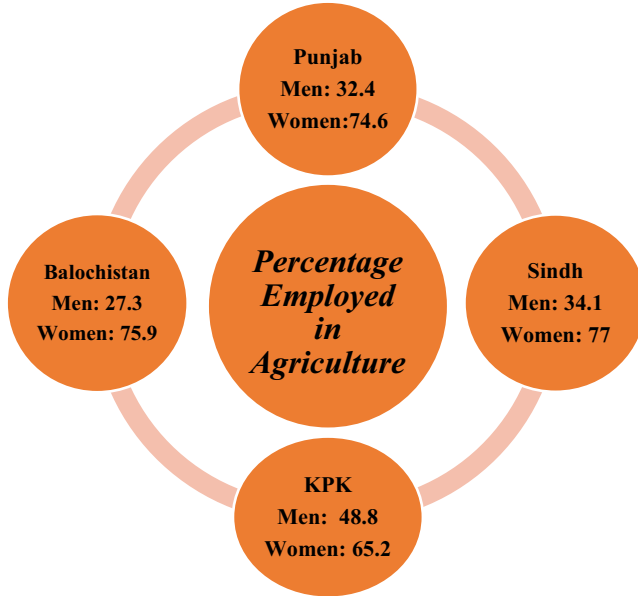 Punjab
Men: 32.4
Women:74.6
Balochistan
Men: 27.3
Women: 75.9
Percentage
Employed
in
Agriculture
Sindh
Men: 34.1
Women: 77
KPK
Men:  48.8
Women: 65.2